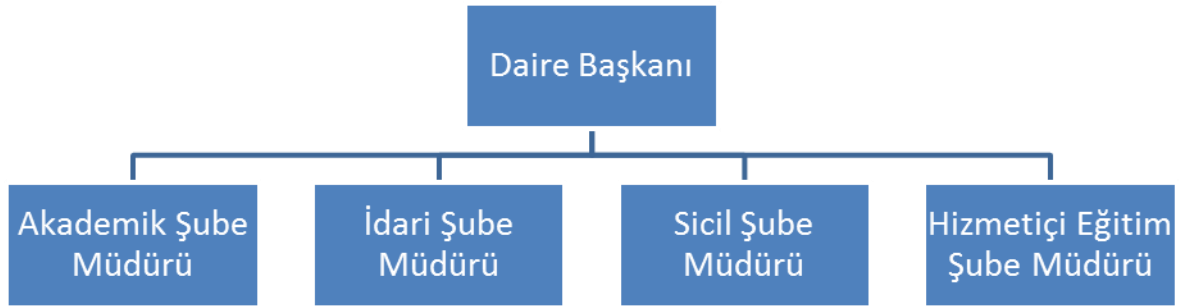 Daire Başkanı
Akademik Şube
Müdürü
İdari Şube
Müdürü
Sicil Şube
Müdürü
Hizmetiçi Eğitim
Şube Müdürü